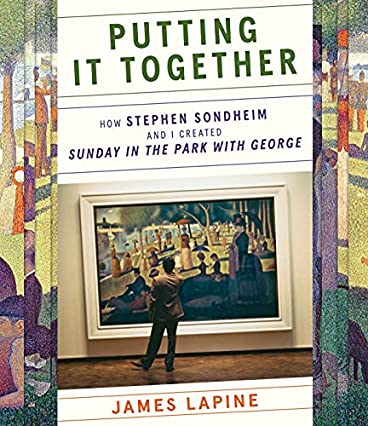 PUTTING
IT TOGETHER
HOW STEPHEN SONDHEIM
AND I CREATED
SUNDAY IN THE PARK WITH GEORGE
JAMES LAPINE